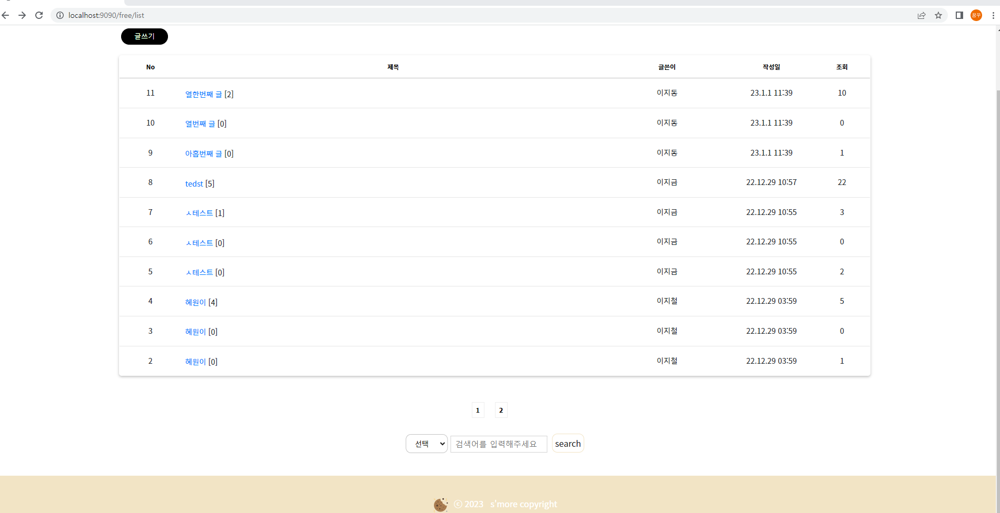 localhost:9090/free/list
꿈꾸
글쓰기
No 제목 글쓴이 작성일 조회
11 열한번째 글 [2] 이지동 23.1.1 11:39 10
10 열번째 글 [0] 이지동 23.1.1 11:39 0
9 아홉번째 글 [0] 이지동 23.1.1 11:39 1
8 tedst [5] 이지금 22.12.29 10:57 22
7 ㅅ테스트 [1] 이지금 22.12.29 10:55 3
6 ㅅ테스트 [0] 이지금 22.12.29 10:55 0
5 ㅅ테스트 [0] 이지금 22.12.29 10:55 2
4 혜원이 [4] 이지철 22.12.29 03:59 5
3 혜원이 [0] 이지철 22.12.29 03:59 0
2 혜원이 [0] 이지철 22.12.29 03:59 1
1 2
선택 검색어를 입력해주세요 search
ⓒ 2023 s'more copyright